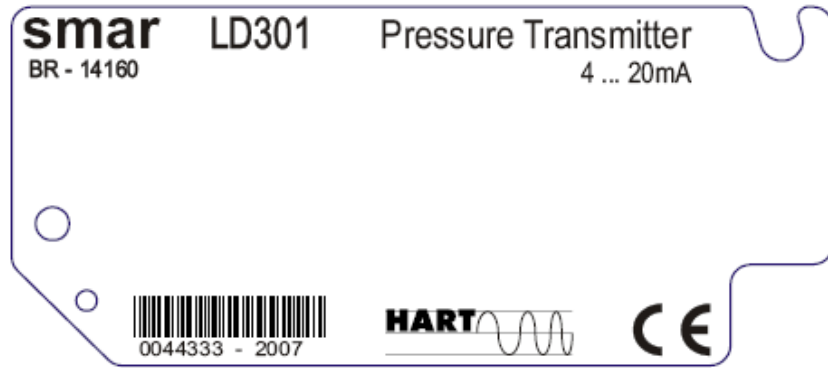 smar LD301 Pressure Transmitter
BR - 14160 4 ... 20mA
0044333 - 2007
HART CE